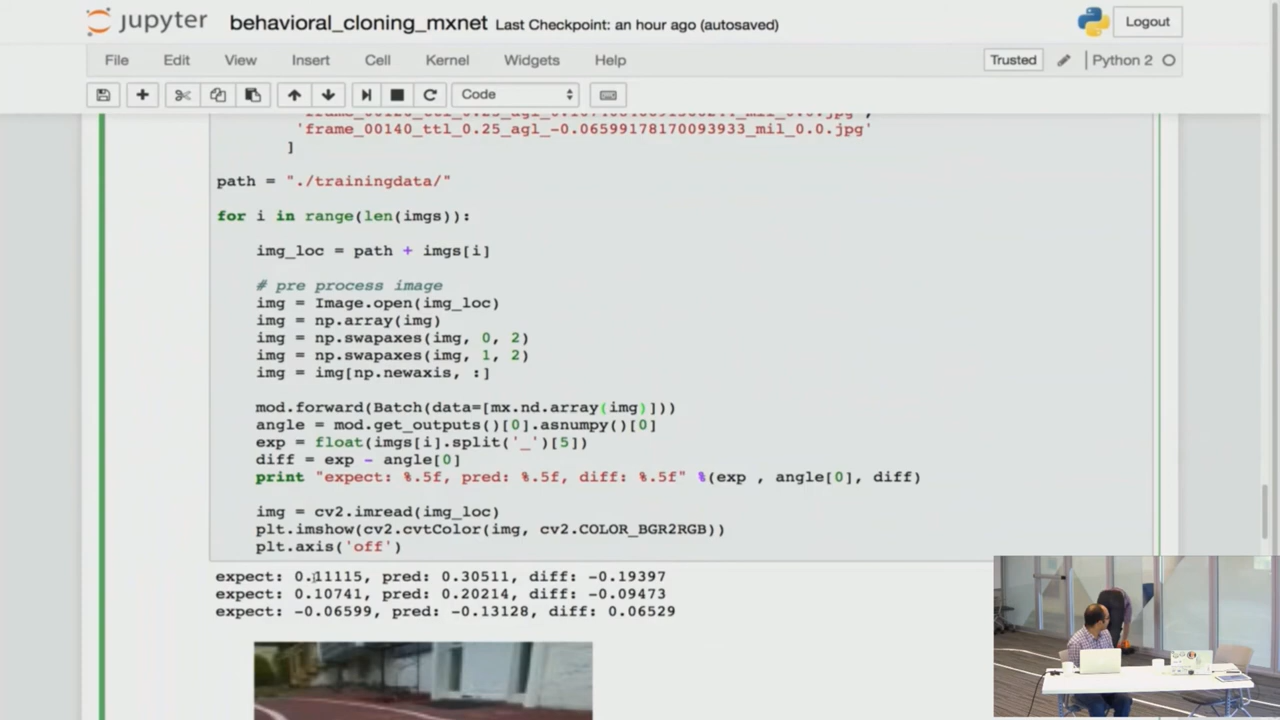 jupyter behavioral_cloning_mxnet Last Checkpoint: an hour ago (autosaved) Logout
File Edit View Insert Cell Kernel Widgets Help Trusted Python 2
Code
'frame_00140_ttl_0.25_agl_-0.06599178170093933_mil_0.0.jpg'
]
path = "./trainingdata/"
for i in range(len(imgs)):
img_loc = path + imgs[i]
# pre process image
img = Image.open(img_loc)
img = np.array(img)
img = np.swapaxes(img, 0, 2)
img = np.swapaxes(img, 1, 2)
img = img[np.newaxis, :]
mod.forward(Batch(data=[mx.nd.array(img)]))
angle = mod.get_outputs()[0].asnumpy()[0]
exp = float(imgs[i].split('_')[5])
diff = exp - angle[0]
print "expect: %.5f, pred: %.5f, diff: %.5f" %(exp , angle[0], diff)
img = cv2.imread(img_loc)
plt.imshow(cv2.cvtColor(img, cv2.COLOR_BGR2RGB))
plt.axis('off')
expect: 0.11115, pred: 0.30511, diff: -0.19397
expect: 0.10741, pred: 0.20214, diff: -0.09473
expect: -0.06599, pred: -0.13128, diff: 0.06529